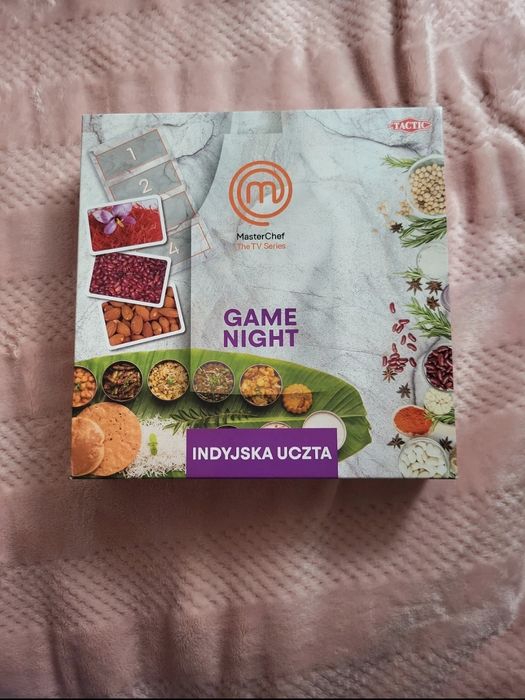 TACTIC
1
2
4
m
MasterChef
The TV Series
GAME
NIGHT
INDYJSKA UCZTA